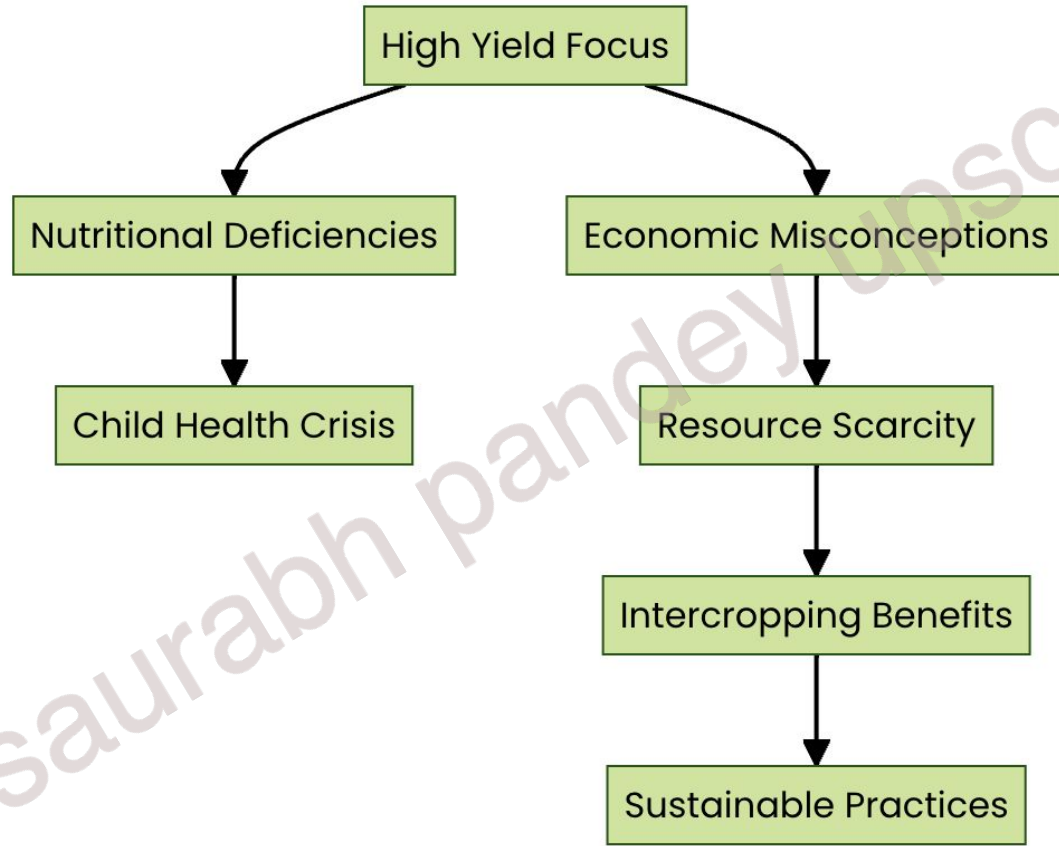 High Yield Focus
Nutritional Deficiencies
Economic Misconceptions
Child Health Crisis
Resource Scarcity
Intercropping Benefits
Sustainable Practices
saurabh pandey upsc